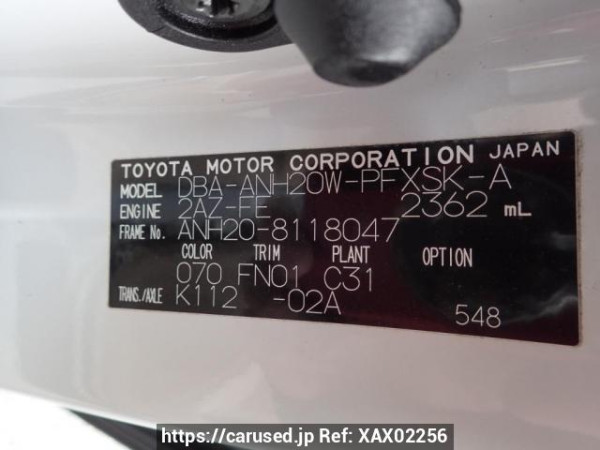 TOYOTA MOTOR CORPORATION JAPAN
MODEL DBA-ANH20W-PFXSK-A
ENGINE 2AZ-FE 2362 mL
FRAME No. ANH20-8118047
COLOR TRIM PLANT OPTION
070 FN01 C31
TRANS./AXLE K112 -02A
548
https://carused.jp Ref: XAX02256